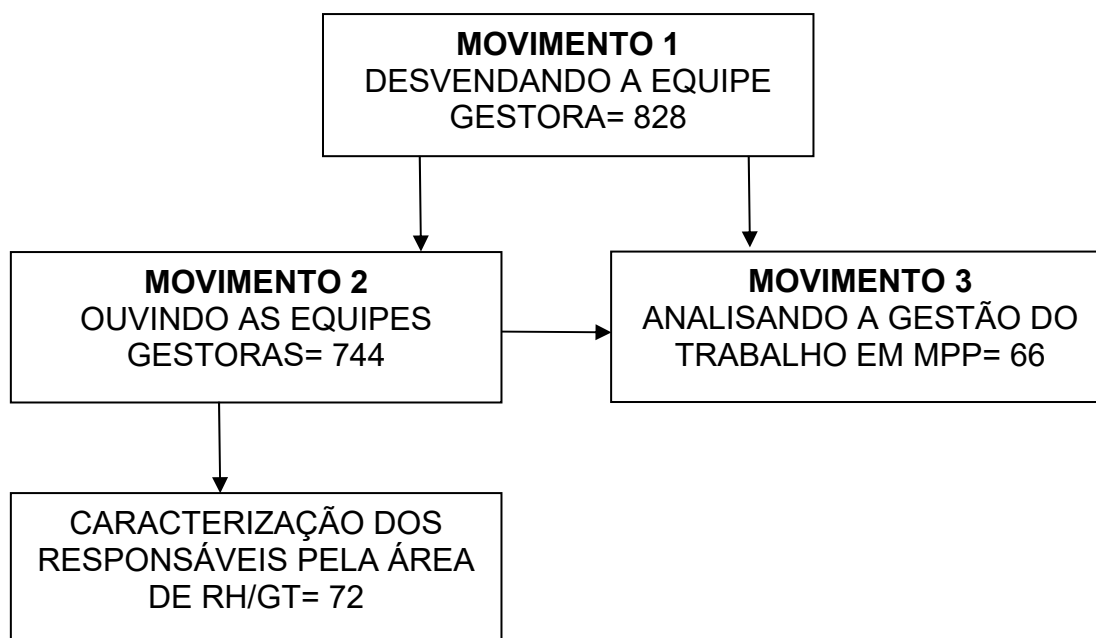 MOVIMENTO 1
DESVENDANDO A EQUIPE
GESTORA= 828
MOVIMENTO 2
OUVINDO AS EQUIPES
GESTORAS= 744
MOVIMENTO 3
ANALISANDO A GESTÃO DO
TRABALHO EM MPP= 66
CARACTERIZAÇÃO DOS
RESPONSÁVEIS PELA ÁREA
DE RH/GT= 72